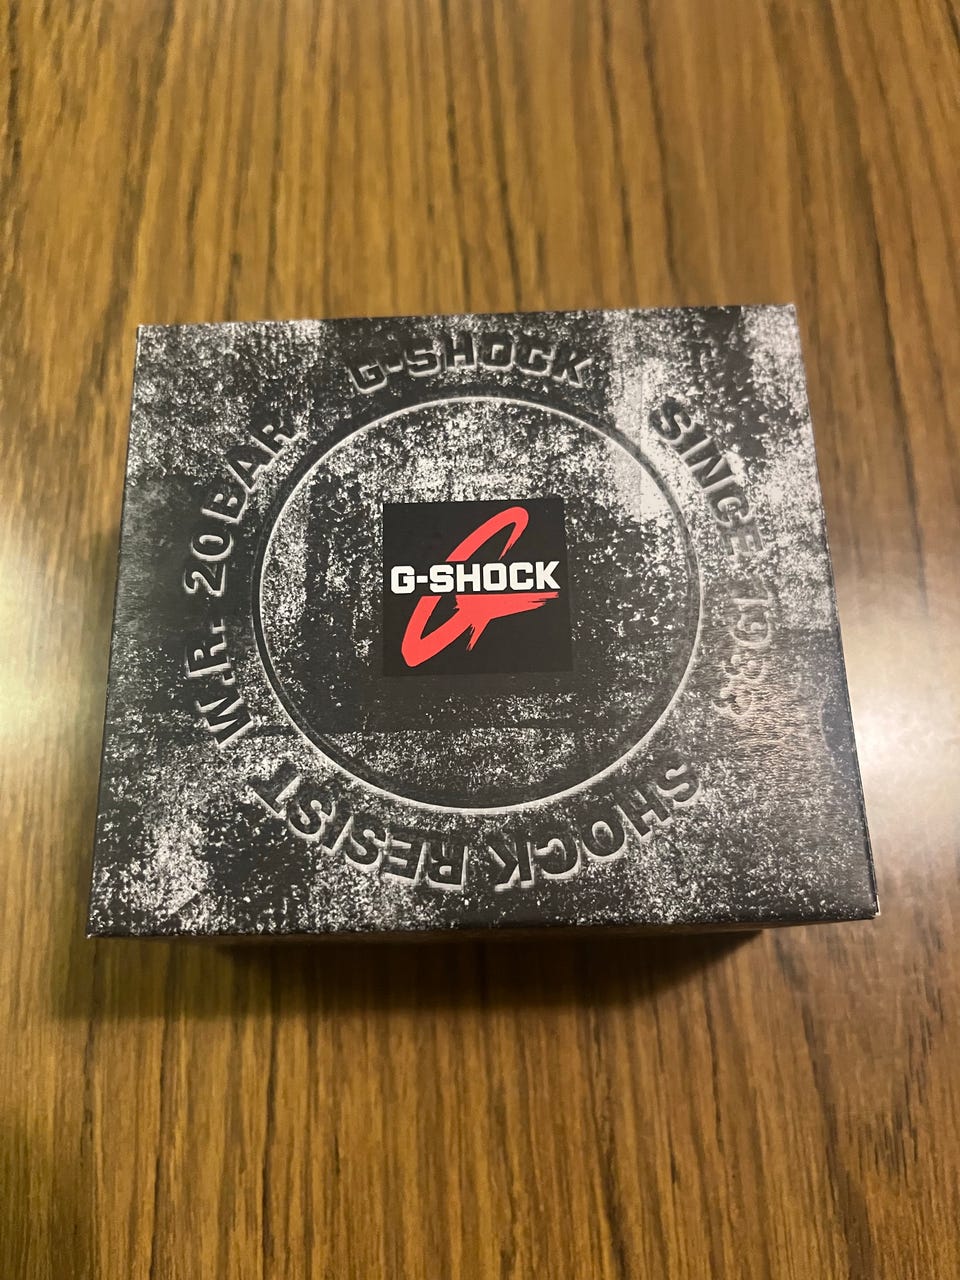 G-SHOCK
SINCE 1983
SHOCK RESIST
W.R. 20BAR
G-SHOCK